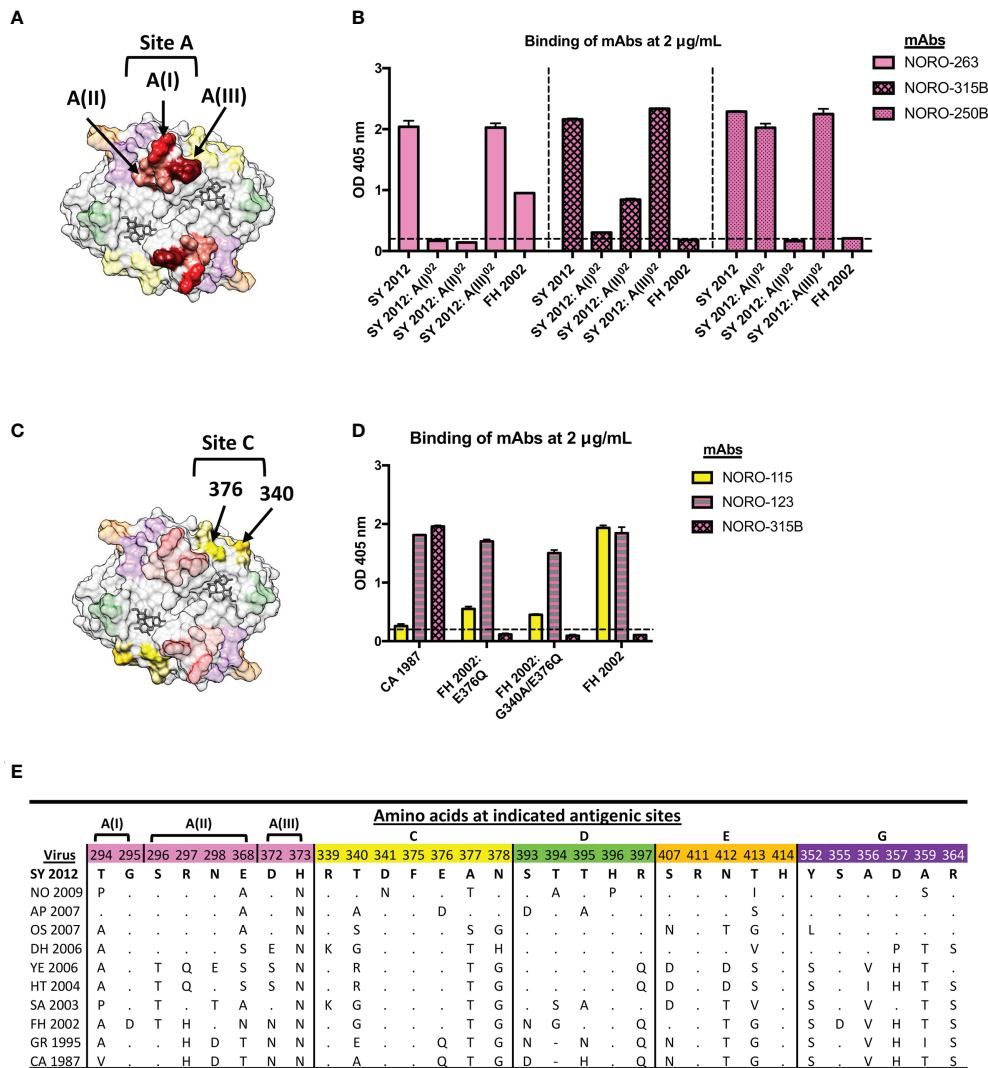 A
Site A
A(I)
A(II)
A(III)
B
Binding of mAbs at 2 µg/mL
OD 405 nm
3
2
1
0
SY 2012
SY 2012: A(I)⁰²
SY 2012: A(II)⁰²
SY 2012: A(III)⁰²
FH 2002
SY 2012
SY 2012: A(I)⁰²
SY 2012: A(II)⁰²
SY 2012: A(III)⁰²
FH 2002
SY 2012
SY 2012: A(I)⁰²
SY 2012: A(II)⁰²
SY 2012: A(III)⁰²
FH 2002
mAbs
NORO-263
NORO-315B
NORO-250B
C
Site C
376
340
D
Binding of mAbs at 2 µg/mL
OD 405 nm
3
2
1
0
CA 1987
FH 2002:
E376Q
FH 2002:
G340A/E376Q
FH 2002
mAbs
NORO-115
NORO-123
NORO-315B
E
Amino acids at indicated antigenic sites
A(I) A(II) A(III) C D E G
Virus 294 295 296 297 298 368 372 373 339 340 341 375 376 377 378 393 394 395 396 397 407 411 412 413 414 352 355 356 357 359 364
SY 2012 T G S R N E D H R T D F E A N S T T H R S R N T H Y S A D A R
NO 2009 P . . . . A . N . . N . . T . . A . P . . . . I . . . . . S .
AP 2007 . . . . . A . N . A . . D . . D . A . . . . . S . . . . . . .
OS 2007 A . . . . A . N . S . . . S G . . . . . N . T G . L . . . . .
DH 2006 A . . . . S E N K G . . . T H . . . . . . . . V . . . . P T S
YE 2006 A . T Q E S S N . R . . . T G . . . . Q D . D S . S . V H T .
HT 2004 A . T Q . S S N . R . . . T G . . . . Q D . D S . S . I H T S
SA 2003 P . T . T A . N K G . . . T G . S A . . D . T V . S . V . T S
FH 2002 A D T H . N N N . G . . . T G N G . . Q . . T G . S D V H T S
GR 1995 A . . H D T N N . E . . Q T G N - N . Q N . T G . S . V H I S
CA 1987 V . . H D T N N . A . . Q T G D - H . Q N . T G . S . V H T S